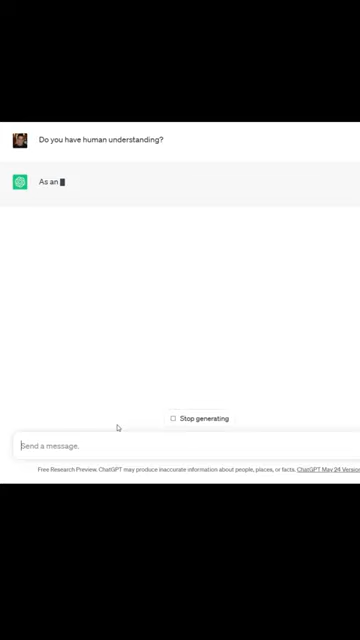 Do you have human understanding?
As an
Stop generating
Send a message.
Free Research Preview. ChatGPT may produce inaccurate information about people, places, or facts. ChatGPT May 24 Version